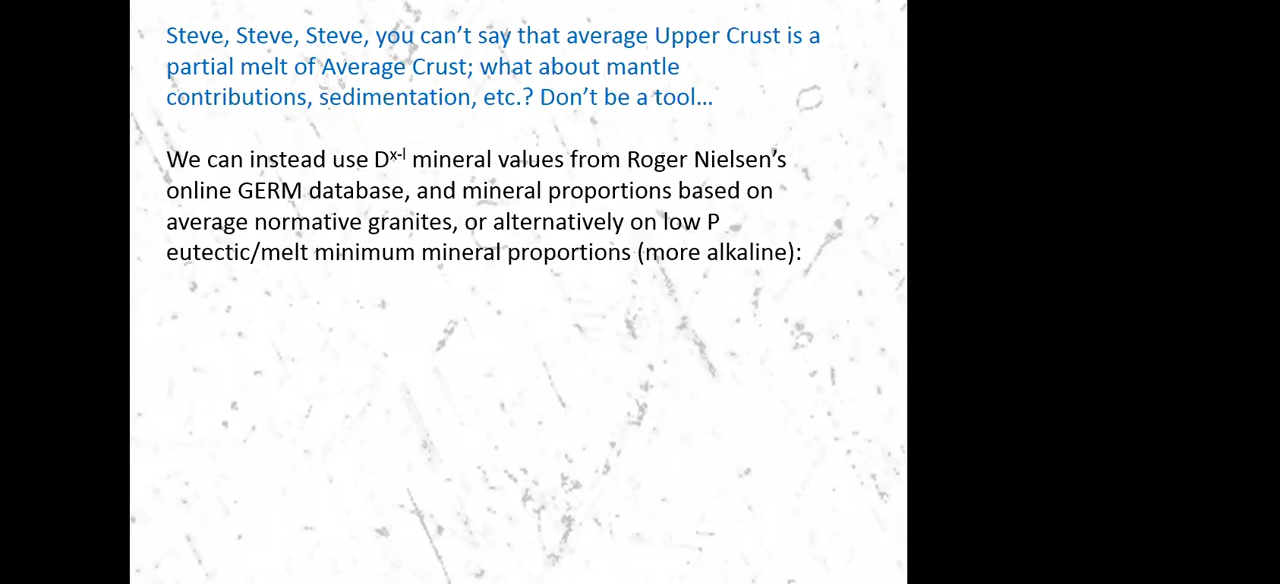 Steve, Steve, Steve, you can’t say that average Upper Crust is a
partial melt of Average Crust; what about mantle
contributions, sedimentation, etc.? Don’t be a tool…
We can instead use Dˣ⁻ˡ mineral values from Roger Nielsen’s
online GERM database, and mineral proportions based on
average normative granites, or alternatively on low P
eutectic/melt minimum mineral proportions (more alkaline):